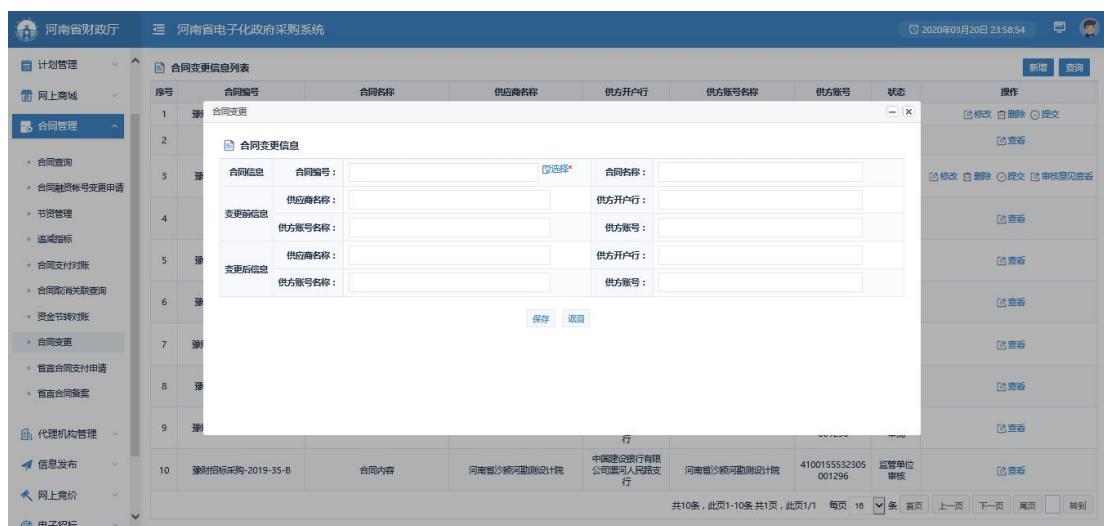 河南省财政厅
河南省电子化政府采购系统
2020年03月20日 23:58:54
计划管理
网上商城
合同管理
合同查询
合同融资帐号变更申请
节资管理
追减指标
合同支付对账
合同取消关联查询
资金节转对账
合同变更
省直合同支付申请
省直合同备案
代理机构管理
信息发布
网上竞价
电子招标
合同变更信息列表
新增 查询
序号 合同编号 合同名称 供应商名称 供方开户行 供方账号名称 供方账号 状态 操作
1 修改 删除 提交
2 查看
3 修改 删除 提交 审核意见查看
4 查看
5 查看
6 查看
7 查看
8 查看
9 行 查看
合同变更
合同变更信息
合同信息 合同编号： 选择* 合同名称：
变更前信息 供应商名称： 供方开户行：
供方账号名称： 供方账号：
变更后信息 供应商名称： 供方开户行：
供方账号名称： 供方账号：
保存 返回
10 豫财招标采购-2019-35-B 合同内容 河南省沙颍河勘测设计院 中国建设银行有限公司漯河人民路支行 河南省沙颍河勘测设计院 4100155532305001296 监管单位审核 查看
共10条，此页1-10条 共1页，此页1/1 每页 16 条 首页 上一页 下一页 尾页 转到